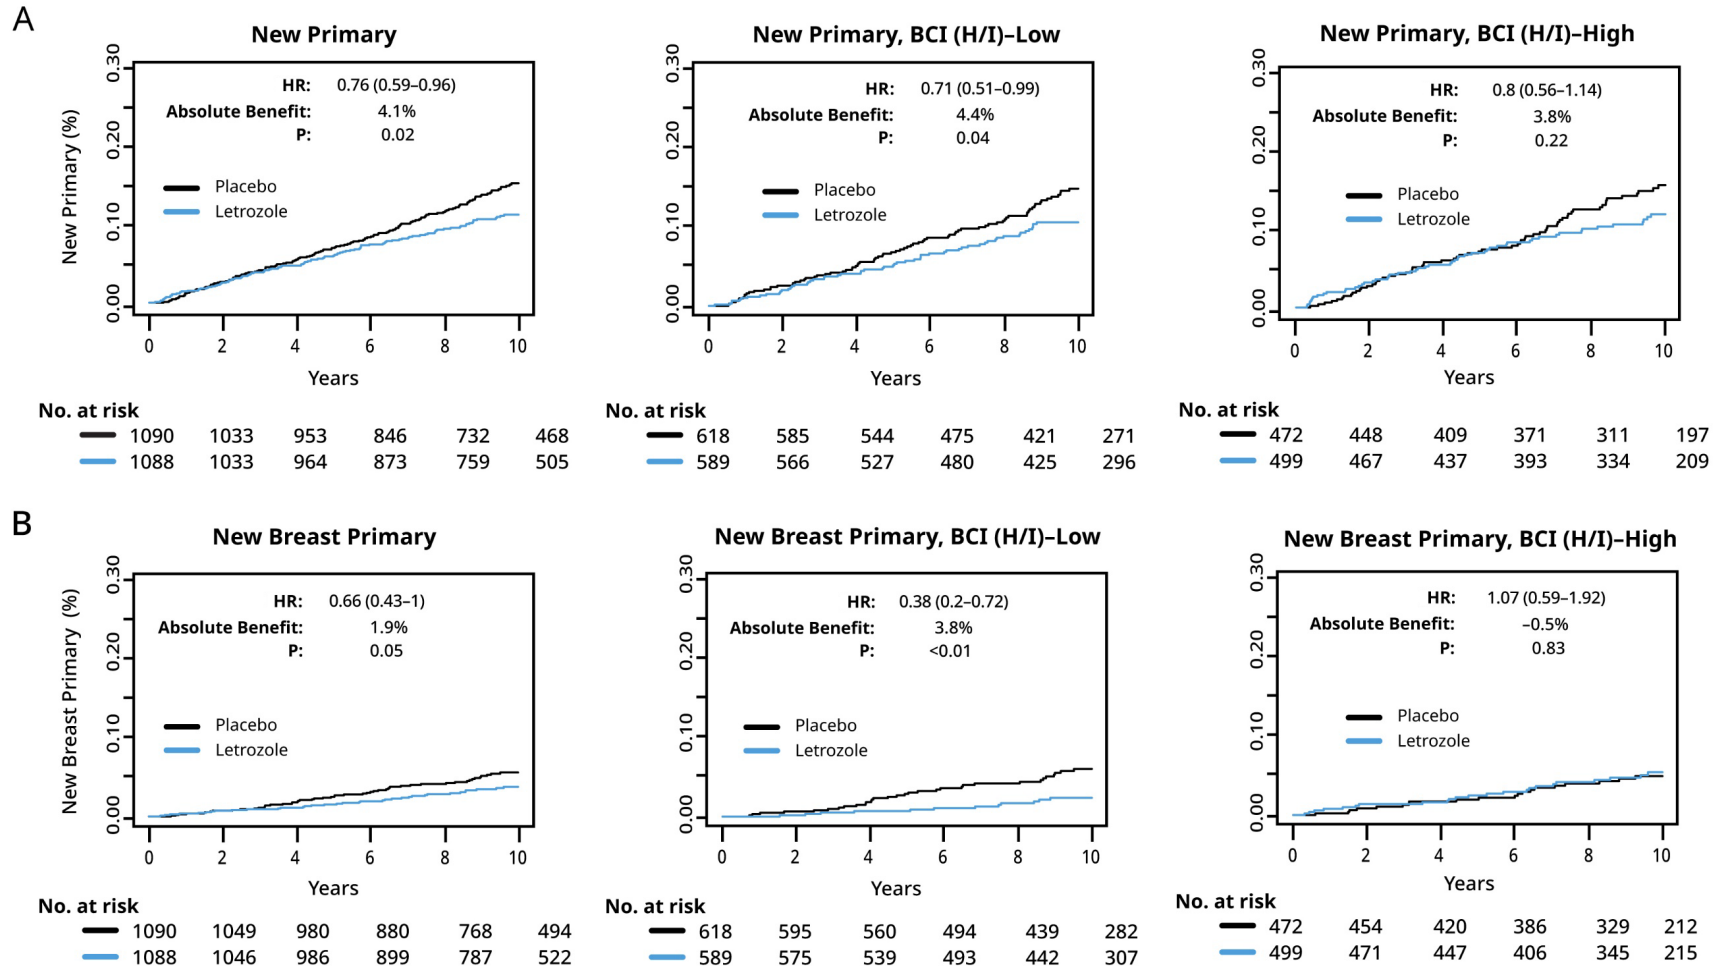 A
New Primary
New Primary (%)
0.30
0.20
0.10
0.00
HR: 0.76 (0.59–0.96)
Absolute Benefit: 4.1%
P: 0.02
Placebo
Letrozole
0 2 4 6 8 10
Years
No. at risk
1090 1033 953 846 732 468
1088 1033 964 873 759 505
New Primary, BCI (H/I)–Low
0.30
0.20
0.10
0.00
HR: 0.71 (0.51–0.99)
Absolute Benefit: 4.4%
P: 0.04
Placebo
Letrozole
0 2 4 6 8 10
Years
No. at risk
618 585 544 475 421 271
589 566 527 480 425 296
New Primary, BCI (H/I)–High
0.30
0.20
0.10
0.00
HR: 0.8 (0.56–1.14)
Absolute Benefit: 3.8%
P: 0.22
Placebo
Letrozole
0 2 4 6 8 10
Years
No. at risk
472 448 409 371 311 197
499 467 437 393 334 209
B
New Breast Primary
New Breast Primary (%)
0.30
0.20
0.10
0.00
HR: 0.66 (0.43–1)
Absolute Benefit: 1.9%
P: 0.05
Placebo
Letrozole
0 2 4 6 8 10
Years
No. at risk
1090 1049 980 880 768 494
1088 1046 986 899 787 522
New Breast Primary, BCI (H/I)–Low
0.30
0.20
0.10
0.00
HR: 0.38 (0.2–0.72)
Absolute Benefit: 3.8%
P: <0.01
Placebo
Letrozole
0 2 4 6 8 10
Years
No. at risk
618 595 560 494 439 282
589 575 539 493 442 307
New Breast Primary, BCI (H/I)–High
0.30
0.20
0.10
0.00
HR: 1.07 (0.59–1.92)
Absolute Benefit: –0.5%
P: 0.83
Placebo
Letrozole
0 2 4 6 8 10
Years
No. at risk
472 454 420 386 329 212
499 471 447 406 345 215